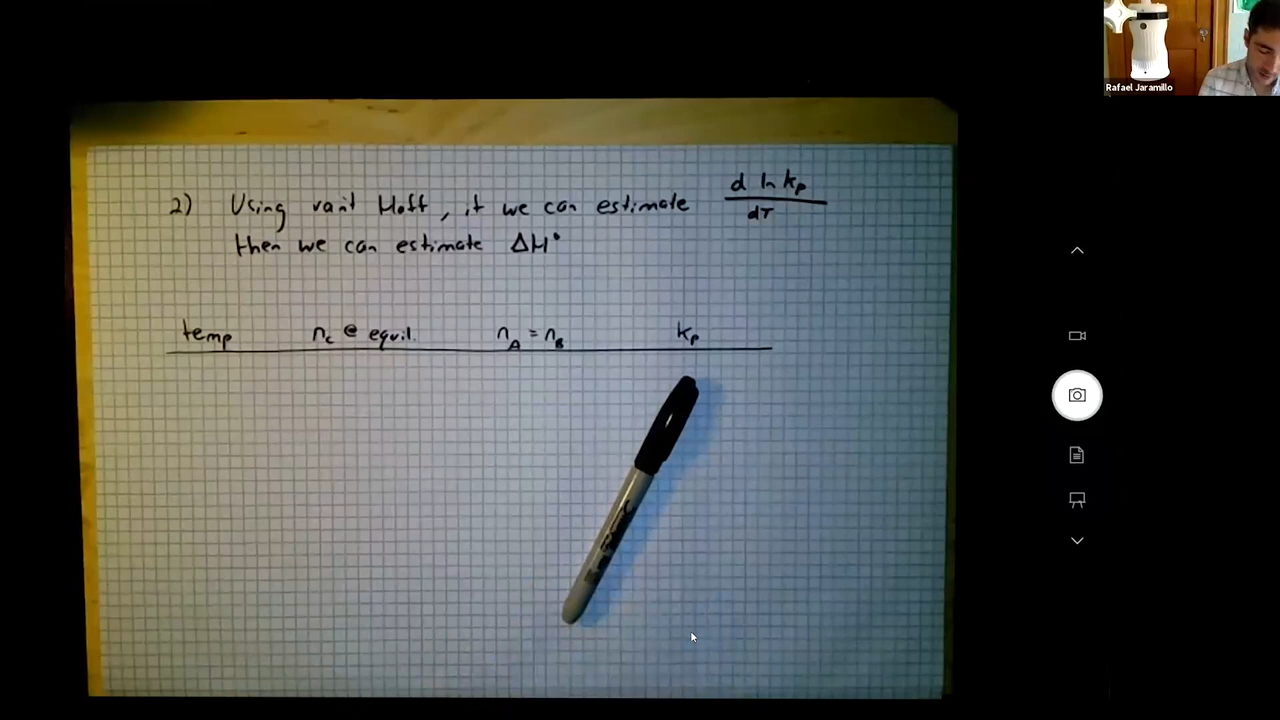 Rafael Jaramillo
2) Using van't Hoff, if we can estimate d ln Kp / dT
then we can estimate ΔH°
temp nc @ equil. nA = nB Kp